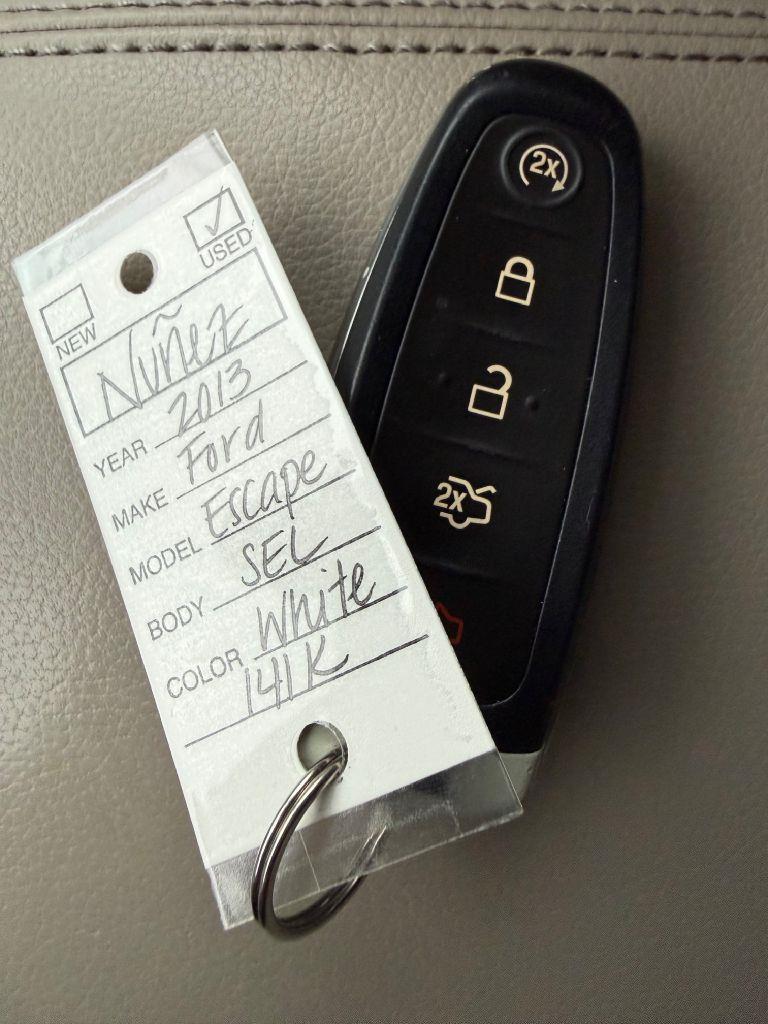 USED
NEW
Nuñez
YEAR 2013
MAKE Ford
MODEL Escape
BODY SEL
COLOR White
141K
2x
2x